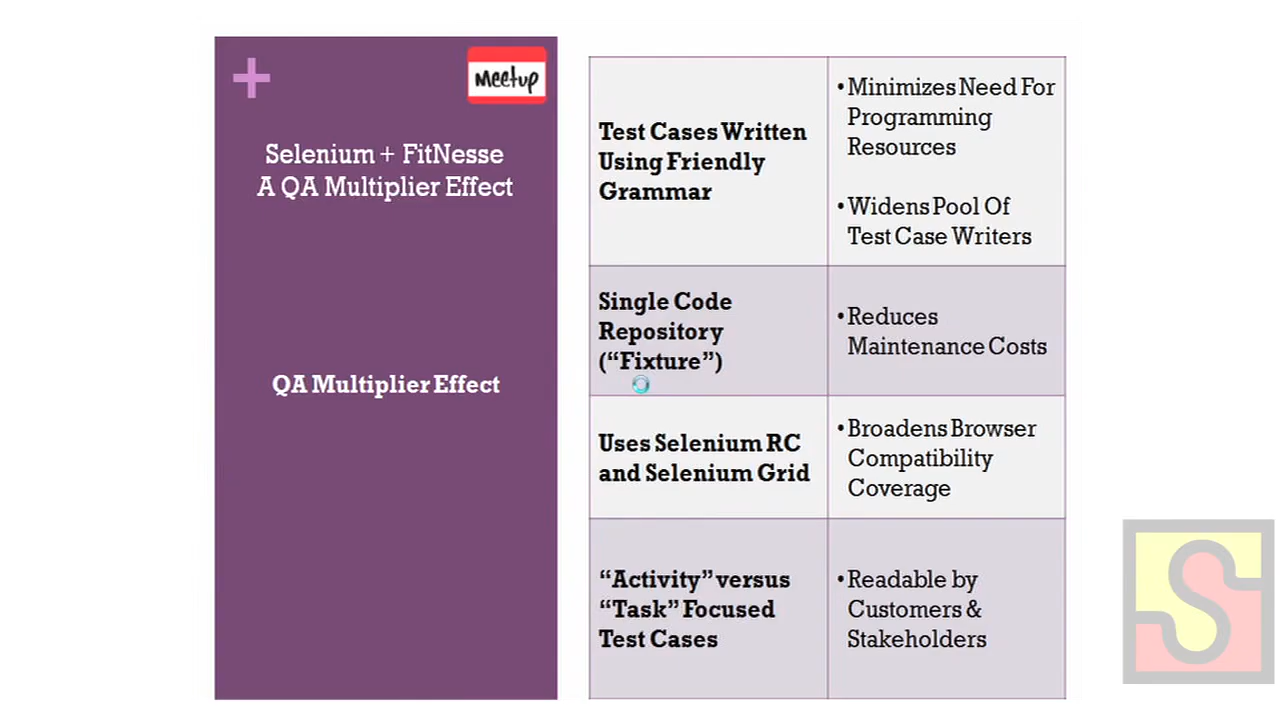 +
Meetup
Selenium + FitNesse
A QA Multiplier Effect
QA Multiplier Effect
Test Cases Written
Using Friendly
Grammar
•Minimizes Need For
Programming
Resources
•Widens Pool Of
Test Case Writers
Single Code
Repository
(“Fixture”)
•Reduces
Maintenance Costs
Uses Selenium RC
and Selenium Grid
•Broadens Browser
Compatibility
Coverage
“Activity” versus
“Task” Focused
Test Cases
•Readable by
Customers &
Stakeholders
S